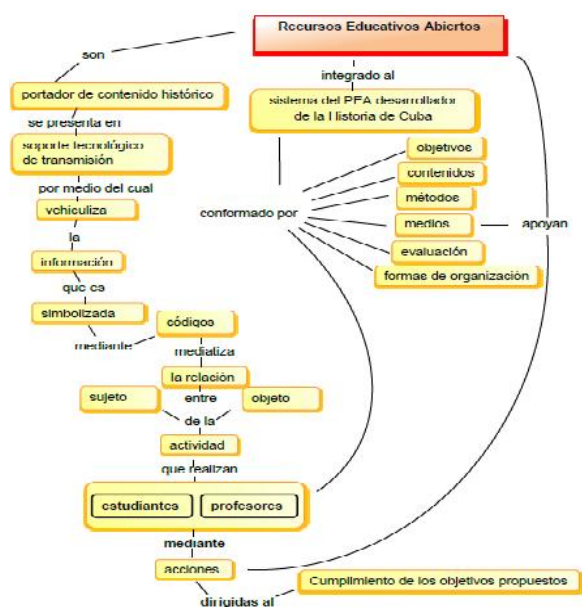 Recursos Educativos Abiertos
son
integrado al
portador de contenido histórico
sistema del PEA desarrollador
de la Historia de Cuba
se presenta en
soporte tecnológico
de transmisión
objetivos
contenidos
por medio del cual
métodos
vehiculiza
conformado por
medios
apoyan
la
evaluación
información
formas de organización
que es
simbolizada
códigos
mediante
mediatiza
la relación
sujeto
entre
objeto
de la
actividad
que realizan
estudiantes
profesores
mediante
acciones
Cumplimiento de los objetivos propuestos
dirigidas al